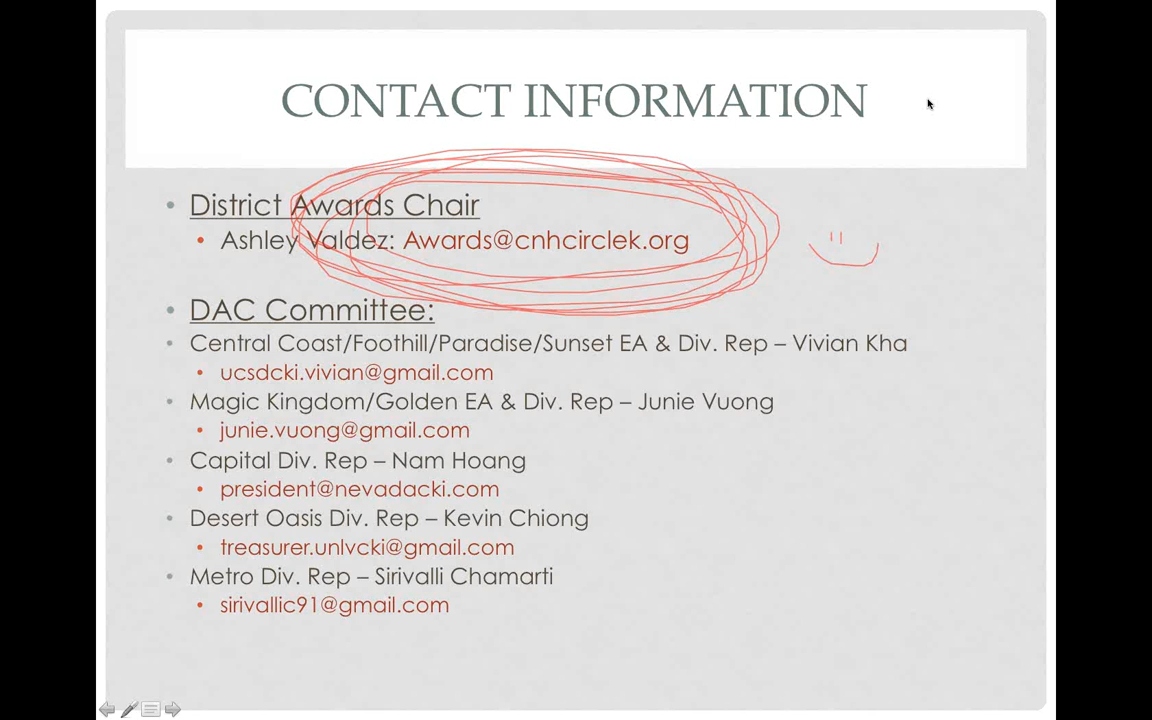 CONTACT INFORMATION
• District Awards Chair
• Ashley Valdez: Awards@cnhcirclek.org
• DAC Committee:
• Central Coast/Foothill/Paradise/Sunset EA & Div. Rep – Vivian Kha
• ucsdcki.vivian@gmail.com
• Magic Kingdom/Golden EA & Div. Rep – Junie Vuong
• junie.vuong@gmail.com
• Capital Div. Rep – Nam Hoang
• president@nevadacki.com
• Desert Oasis Div. Rep – Kevin Chiong
• treasurer.unlvcki@gmail.com
• Metro Div. Rep – Sirivalli Chamarti
• sirivallic91@gmail.com